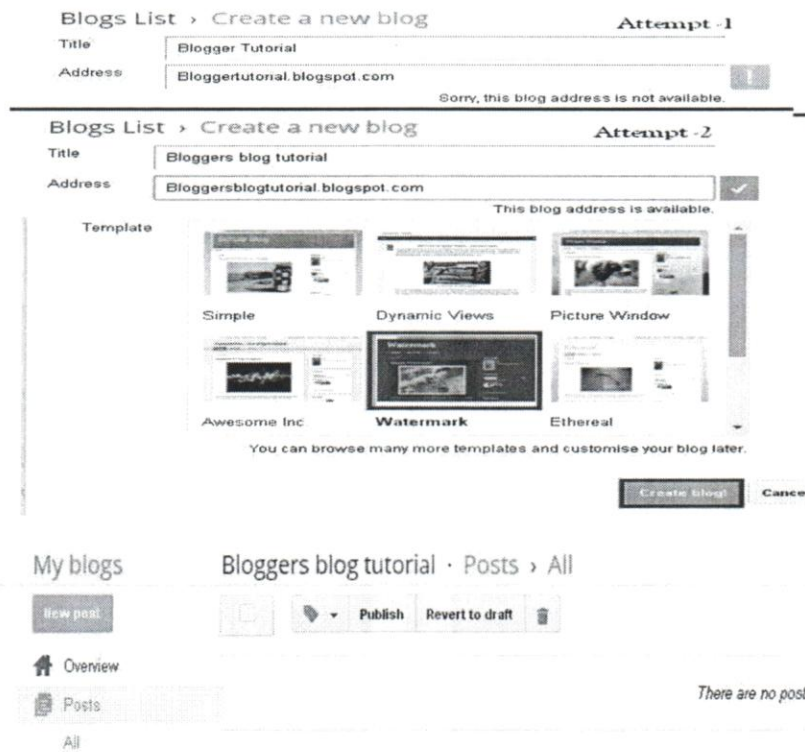 Blogs List › Create a new blog Attempt -1
Title Blogger Tutorial
Address Bloggertutorial.blogspot.com
Sorry, this blog address is not available.
Blogs List › Create a new blog Attempt -2
Title Bloggers blog tutorial
Address Bloggersblogtutorial.blogspot.com
This blog address is available.
Template
Simple Dynamic Views Picture Window
Watermark
Awesome Inc. Watermark Ethereal
You can browse many more templates and customise your blog later.
Create blog! Cance
My blogs Bloggers blog tutorial · Posts › All
New post Publish Revert to draft
Overview
Posts There are no post
All